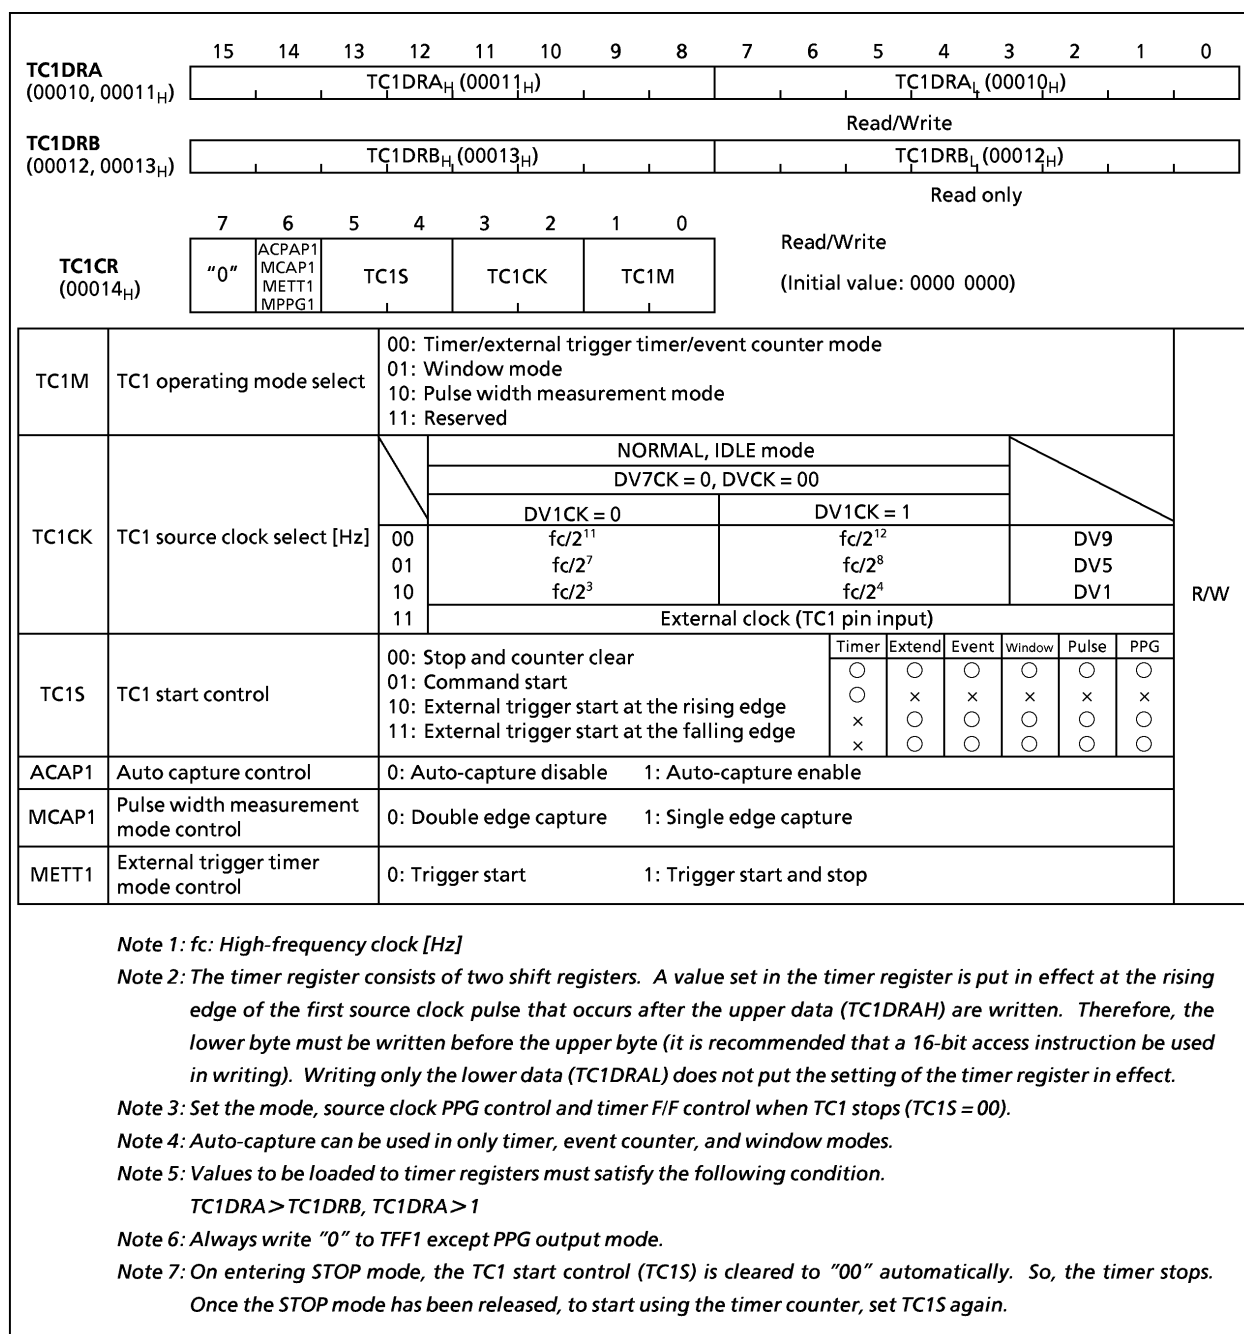 15 14 13 12 11 10 9 8 7 6 5 4 3 2 1 0
TC1DRA
(00010, 00011H)
TC1DRAH (00011H) TC1DRAL (00010H)
Read/Write
TC1DRB
(00012, 00013H)
TC1DRBH (00013H) TC1DRBL (00012H)
Read only
7 6 5 4 3 2 1 0
TC1CR
(00014H)
"0"
ACPAP1
MCAP1
METT1
MPPG1
TC1S TC1CK TC1M
Read/Write
(Initial value: 0000 0000)
TC1M TC1 operating mode select
00: Timer/external trigger timer/event counter mode
01: Window mode
10: Pulse width measurement mode
11: Reserved
TC1CK TC1 source clock select [Hz]
NORMAL, IDLE mode
DV7CK = 0, DVCK = 00
DV1CK = 0 DV1CK = 1
00 fc/2¹¹ fc/2¹² DV9
01 fc/2⁷ fc/2⁸ DV5
10 fc/2³ fc/2⁴ DV1
11 External clock (TC1 pin input)
R/W
TC1S TC1 start control
Timer Extend Event Window Pulse PPG
00: Stop and counter clear ○ ○ ○ ○ ○ ○
01: Command start ○ × × × × ×
10: External trigger start at the rising edge × ○ ○ ○ ○ ○
11: External trigger start at the falling edge × ○ ○ ○ ○ ○
ACAP1 Auto capture control 0: Auto-capture disable 1: Auto-capture enable
MCAP1 Pulse width measurement
mode control
0: Double edge capture 1: Single edge capture
METT1 External trigger timer
mode control
0: Trigger start 1: Trigger start and stop
Note 1: fc: High-frequency clock [Hz]
Note 2: The timer register consists of two shift registers. A value set in the timer register is put in effect at the rising
edge of the first source clock pulse that occurs after the upper data (TC1DRAH) are written. Therefore, the
lower byte must be written before the upper byte (it is recommended that a 16-bit access instruction be used
in writing). Writing only the lower data (TC1DRAL) does not put the setting of the timer register in effect.
Note 3: Set the mode, source clock PPG control and timer F/F control when TC1 stops (TC1S = 00).
Note 4: Auto-capture can be used in only timer, event counter, and window modes.
Note 5: Values to be loaded to timer registers must satisfy the following condition.
TC1DRA > TC1DRB, TC1DRA > 1
Note 6: Always write "0" to TFF1 except PPG output mode.
Note 7: On entering STOP mode, the TC1 start control (TC1S) is cleared to "00" automatically. So, the timer stops.
Once the STOP mode has been released, to start using the timer counter, set TC1S again.